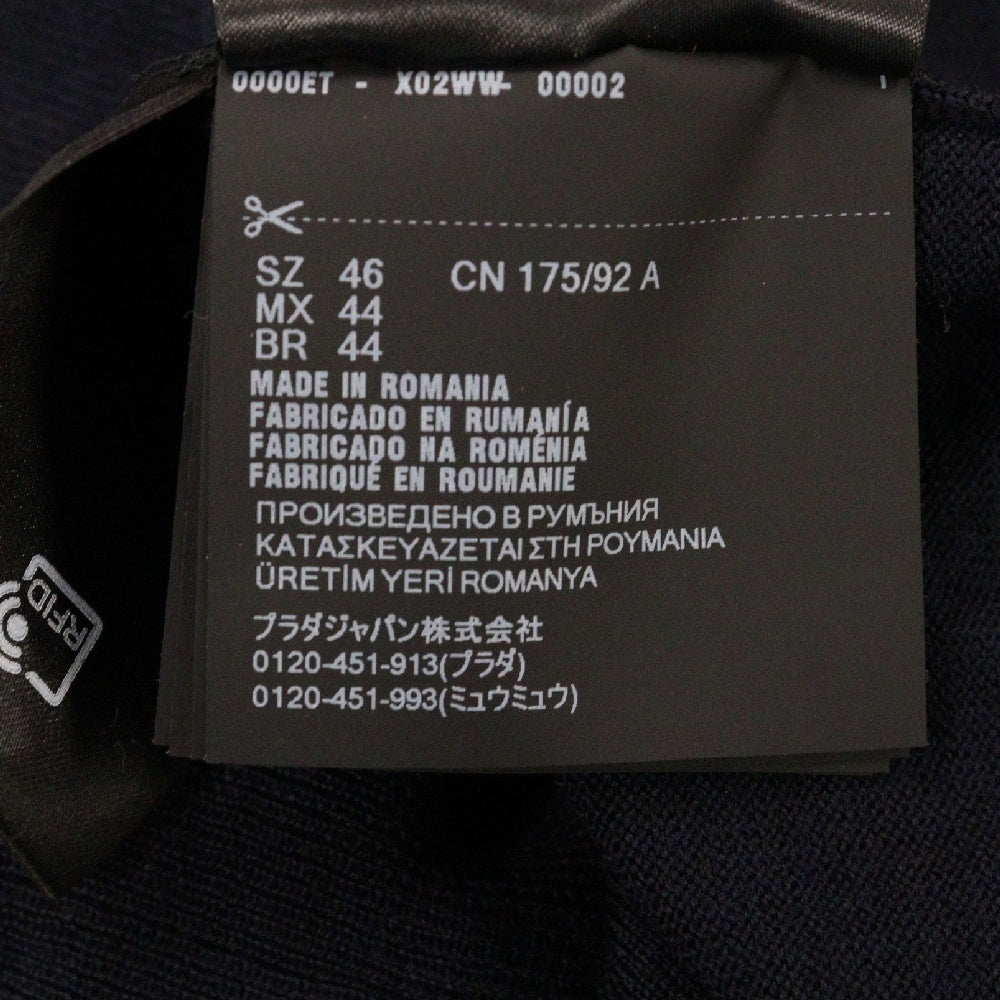 0000ET - X02WW- 00002
SZ 46 CN 175/92 A
MX 44
BR 44
MADE IN ROMANIA
FABRICADO EN RUMANÍA
FABRICADO NA ROMÉNIA
FABRIQUÉ EN ROUMANIE
ПРОИЗВЕДЕНО В РУМЪНИЯ
ΚΑΤΑΣΚΕΥΑΖΕΤΑΙ ΣΤΗ ΡΟΥΜΑΝΙΑ
ÜRETİM YERİ ROMANYA
プラダジャパン株式会社
0120-451-913(プラダ)
0120-451-993(ミュウミュウ)
RFID